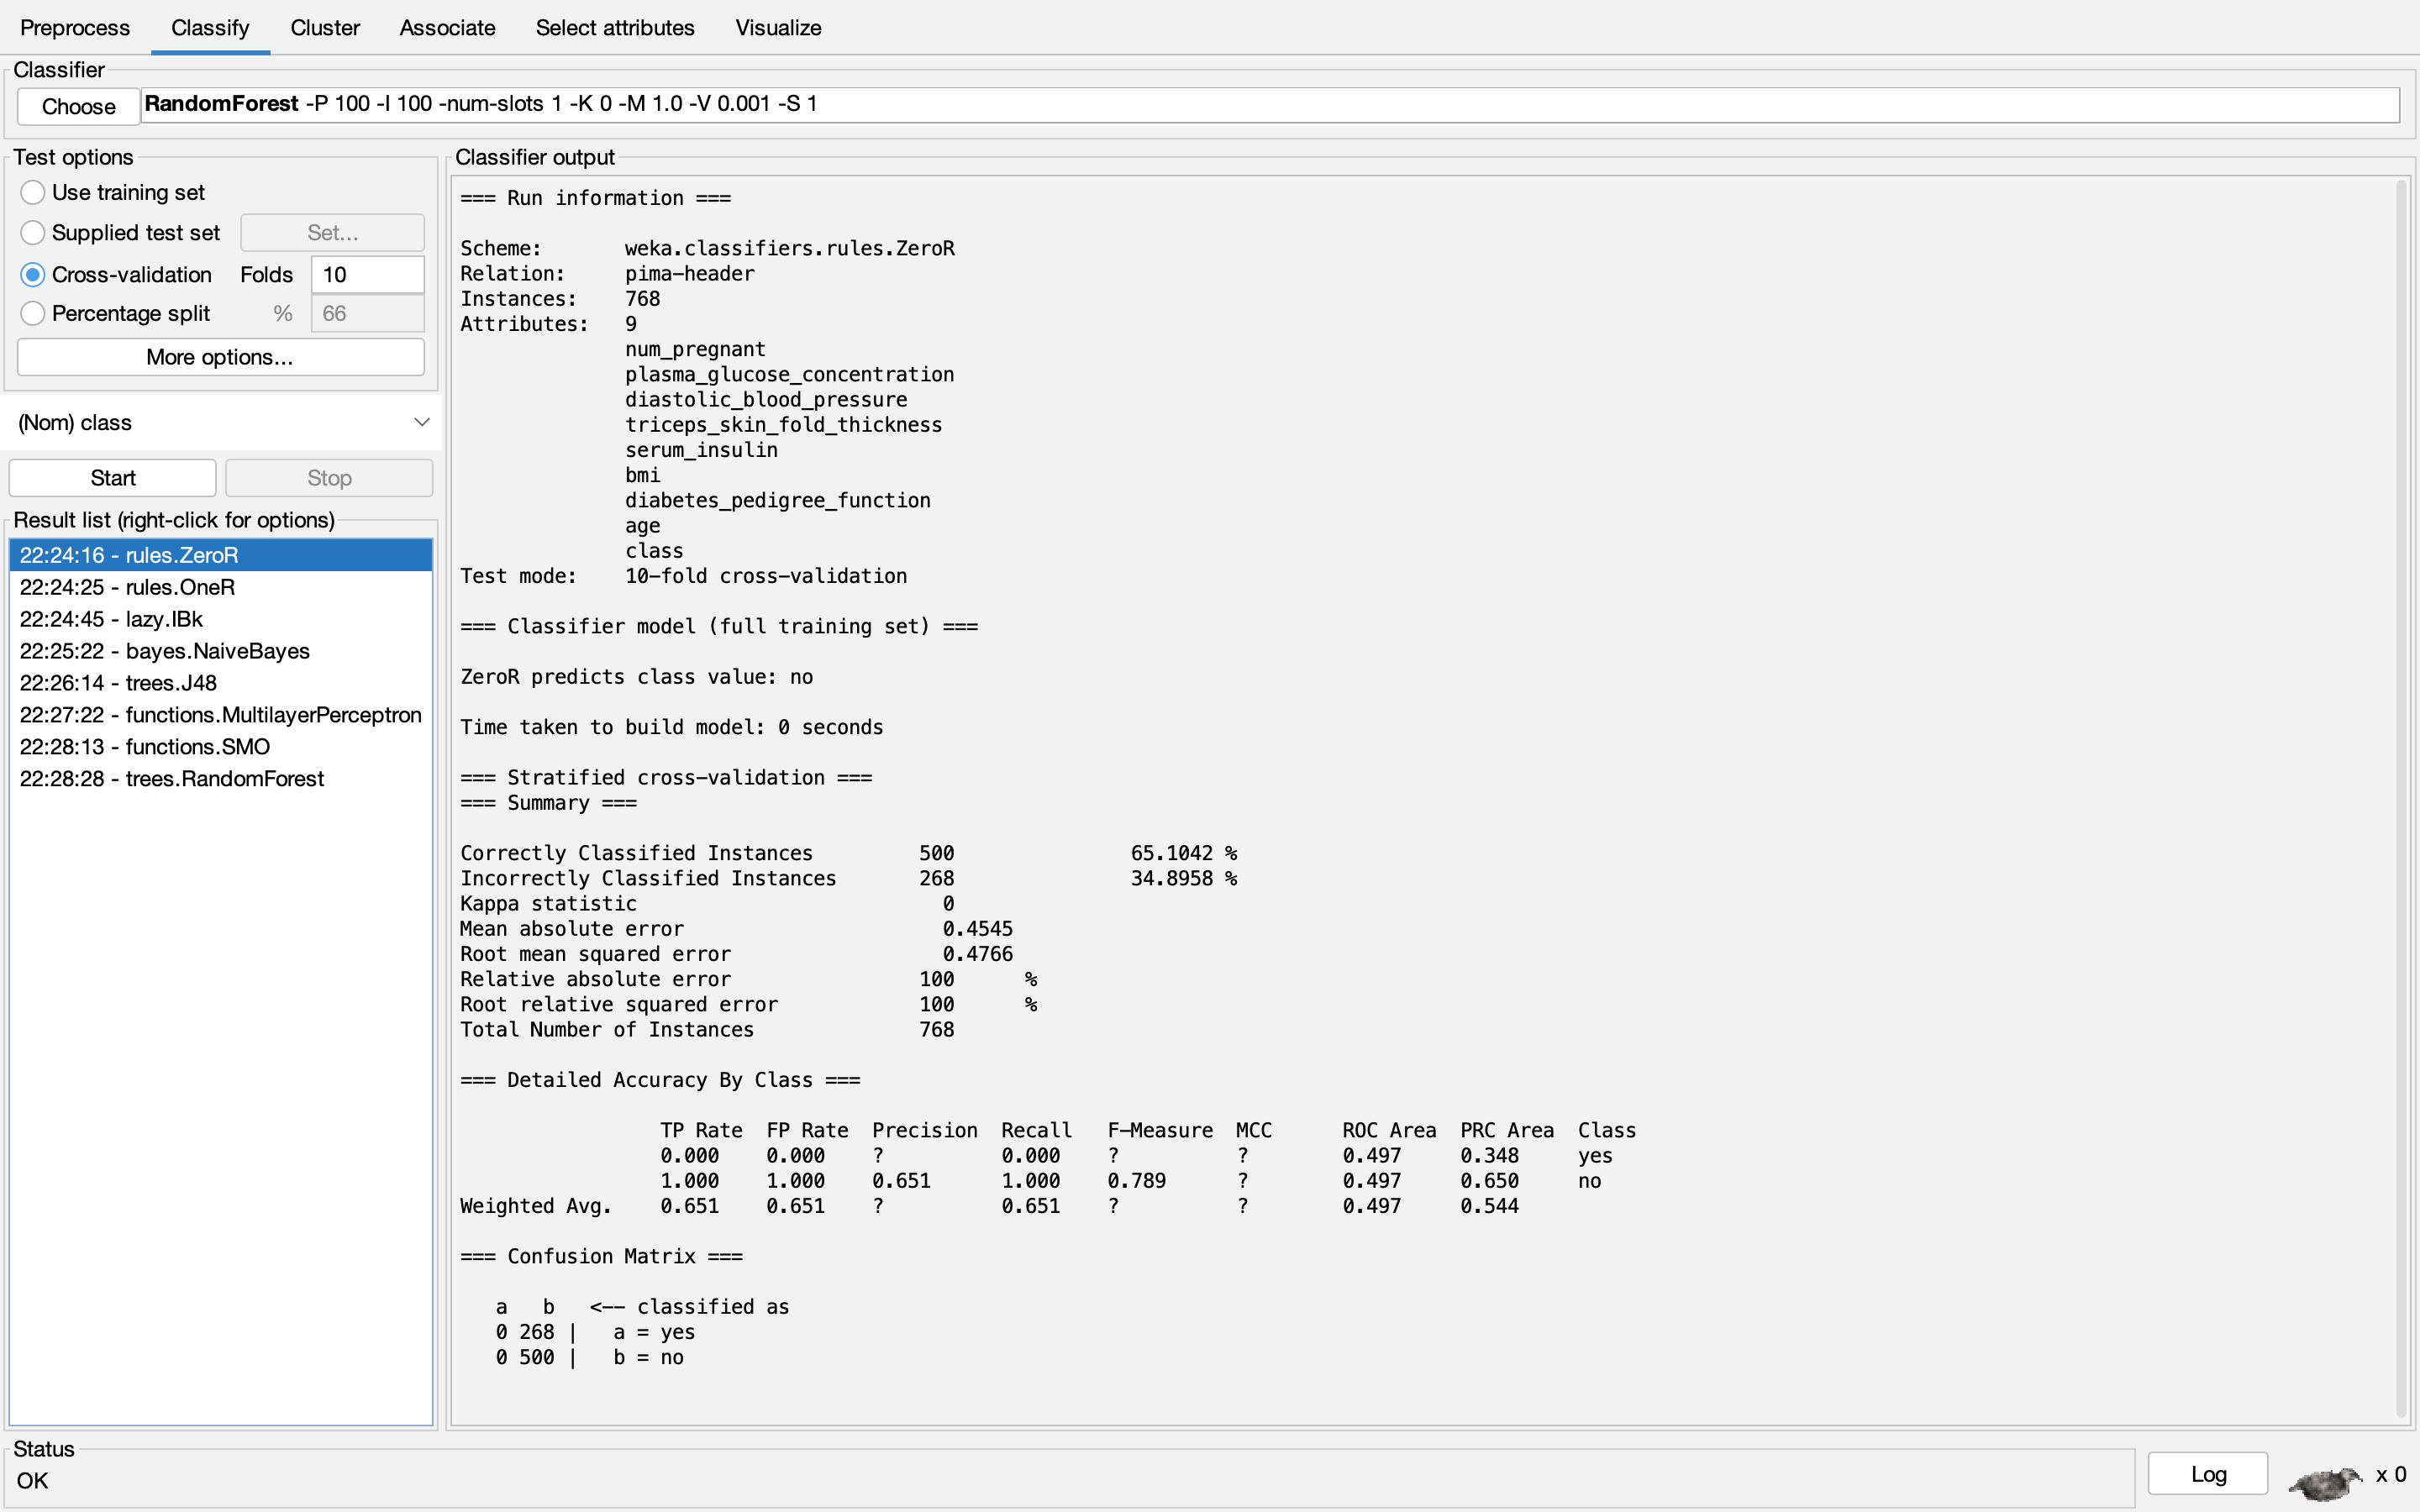 Preprocess Classify Cluster Associate Select attributes Visualize
Classifier
Choose RandomForest -P 100 -I 100 -num-slots 1 -K 0 -M 1.0 -V 0.001 -S 1
Test options
Use training set
Supplied test set Set...
Cross-validation Folds 10
Percentage split % 66
More options...
(Nom) class
Start Stop
Result list (right-click for options)
22:24:16 - rules.ZeroR
22:24:25 - rules.OneR
22:24:45 - lazy.IBk
22:25:22 - bayes.NaiveBayes
22:26:14 - trees.J48
22:27:22 - functions.MultilayerPerceptron
22:28:13 - functions.SMO
22:28:28 - trees.RandomForest
Classifier output
=== Run information ===
Scheme: weka.classifiers.rules.ZeroR
Relation: pima-header
Instances: 768
Attributes: 9
num_pregnant
plasma_glucose_concentration
diastolic_blood_pressure
triceps_skin_fold_thickness
serum_insulin
bmi
diabetes_pedigree_function
age
class
Test mode: 10-fold cross-validation
=== Classifier model (full training set) ===
ZeroR predicts class value: no
Time taken to build model: 0 seconds
=== Stratified cross-validation ===
=== Summary ===
Correctly Classified Instances 500 65.1042 %
Incorrectly Classified Instances 268 34.8958 %
Kappa statistic 0
Mean absolute error 0.4545
Root mean squared error 0.4766
Relative absolute error 100 %
Root relative squared error 100 %
Total Number of Instances 768
=== Detailed Accuracy By Class ===
TP Rate FP Rate Precision Recall F-Measure MCC ROC Area PRC Area Class
0.000 0.000 ? 0.000 ? ? 0.497 0.348 yes
1.000 1.000 0.651 1.000 0.789 ? 0.497 0.650 no
Weighted Avg. 0.651 0.651 ? 0.651 ? ? 0.497 0.544
=== Confusion Matrix ===
a b <-- classified as
0 268 | a = yes
0 500 | b = no
Status
OK
Log x 0